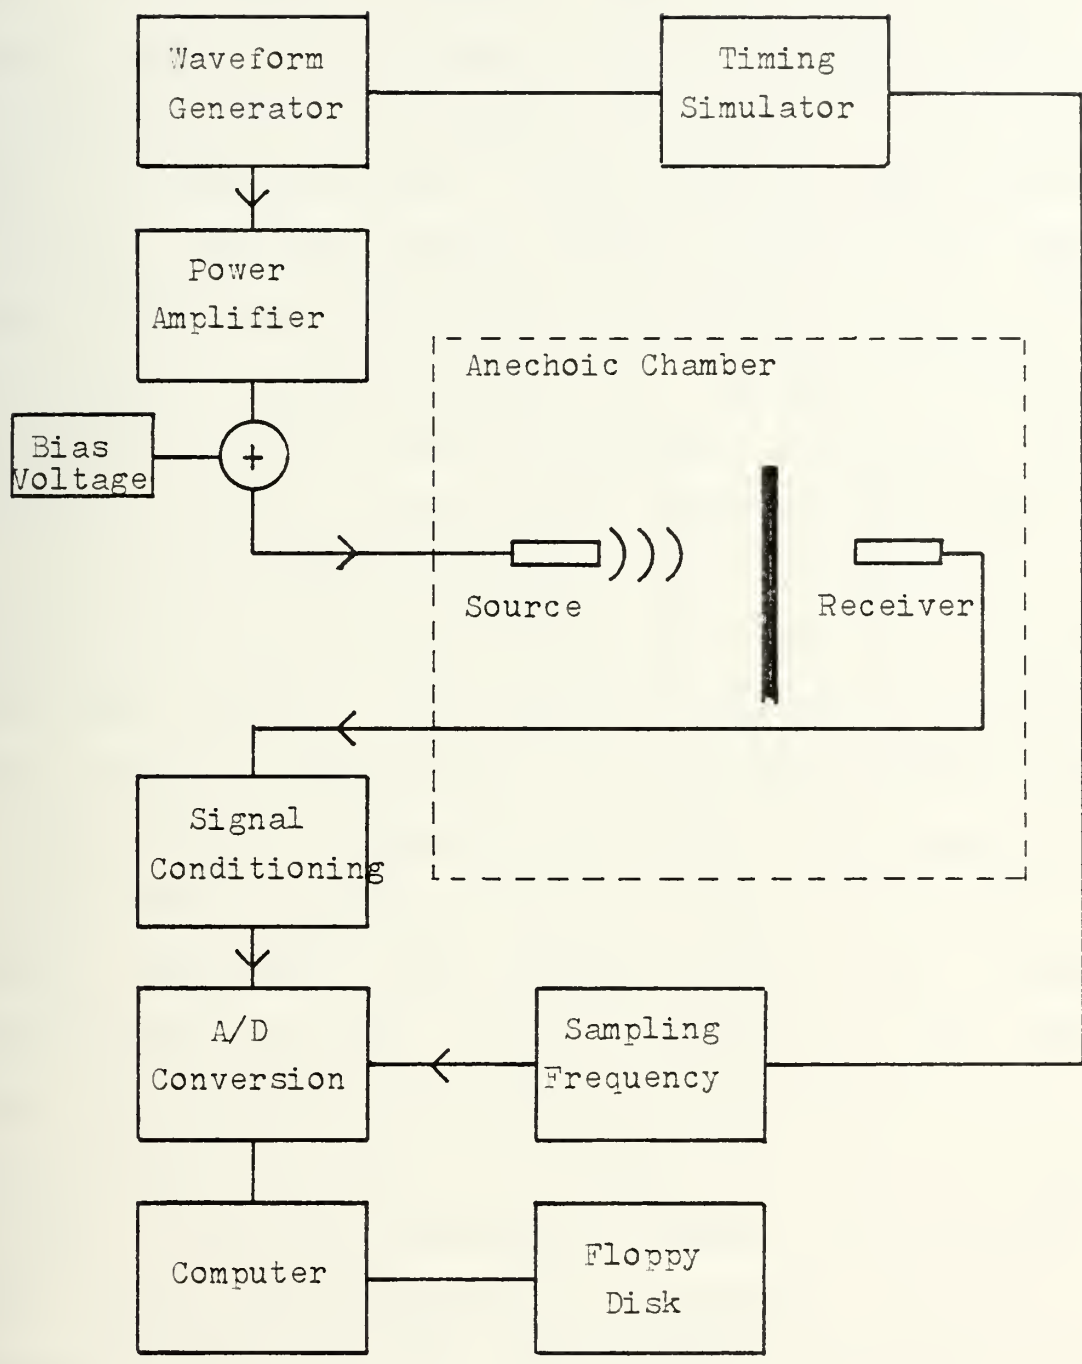 Waveform
Generator
Timing
Simulator
Power
Amplifier
Anechoic Chamber
Bias
Voltage
+
Source
Receiver
Signal
Conditioning
A/D
Conversion
Sampling
Frequency
Computer
Floppy
Disk